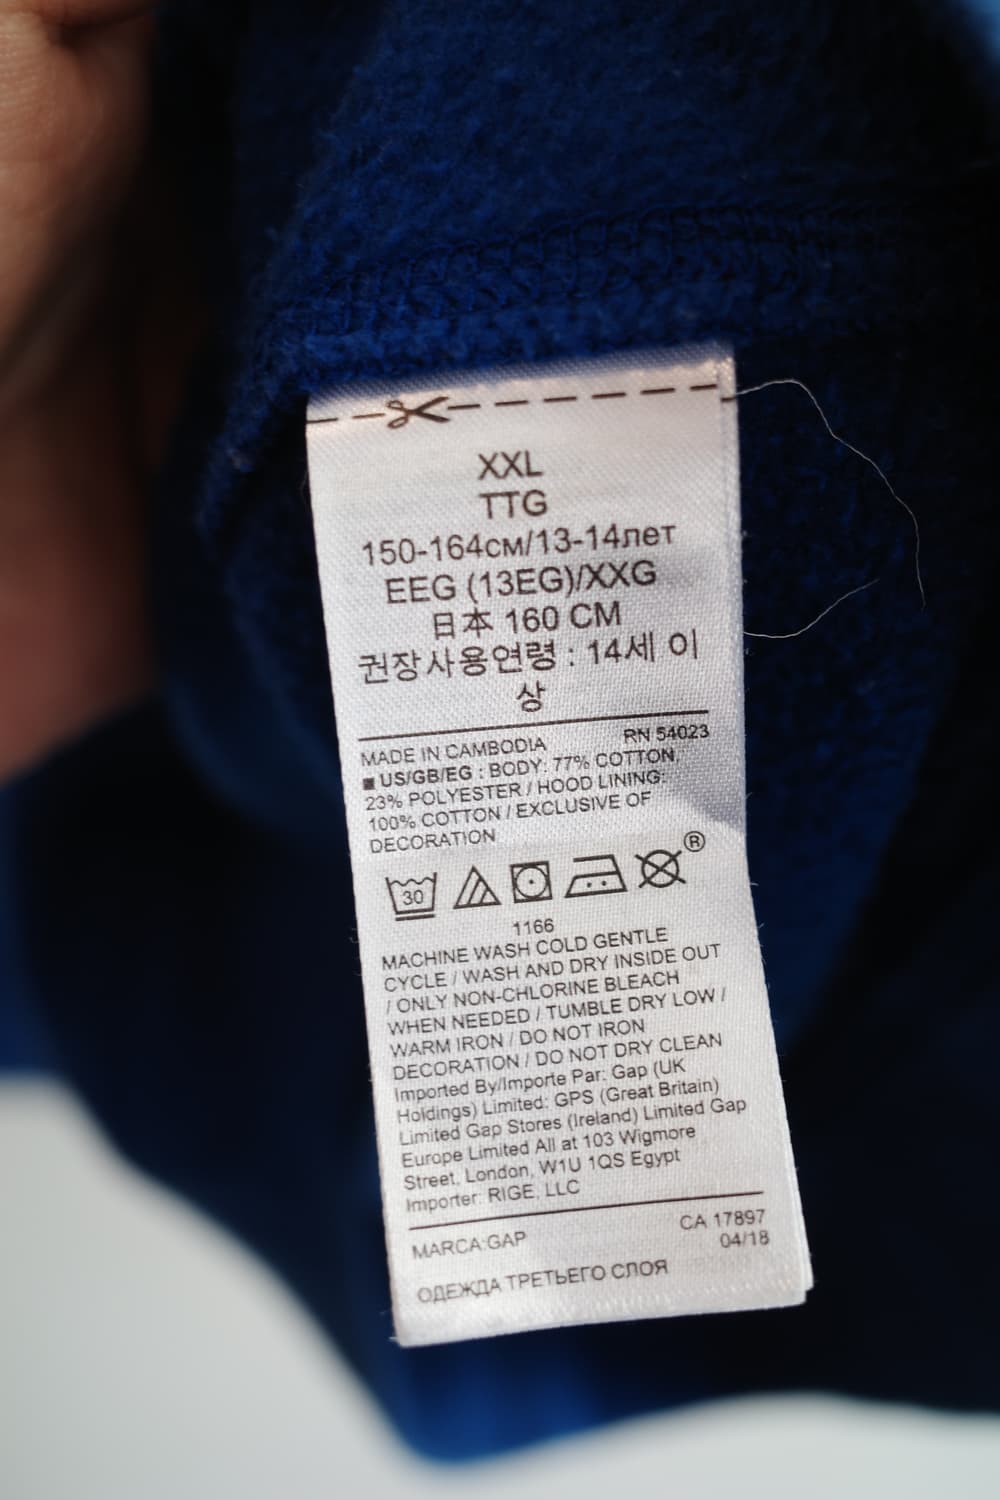 XXL
TTG
150-164см/13-14лет
EEG (13EG)/XXG
日本 160 CM
권장사용연령 : 14세 이
상
MADE IN CAMBODIA RN 54023
■ US/GB/EG : BODY: 77% COTTON,
23% POLYESTER / HOOD LINING:
100% COTTON / EXCLUSIVE OF
DECORATION
30 ®
1166
MACHINE WASH COLD GENTLE
CYCLE / WASH AND DRY INSIDE OUT
/ ONLY NON-CHLORINE BLEACH
WHEN NEEDED / TUMBLE DRY LOW /
WARM IRON / DO NOT IRON
DECORATION / DO NOT DRY CLEAN
Imported By/Importe Par: Gap (UK
Holdings) Limited: GPS (Great Britain)
Limited Gap Stores (Ireland) Limited Gap
Europe Limited All at 103 Wigmore
Street, London, W1U 1QS Egypt
Importer: RIGE, LLC
MARCA:GAP CA 17897
04/18
ОДЕЖДА ТРЕТЬЕГО СЛОЯ